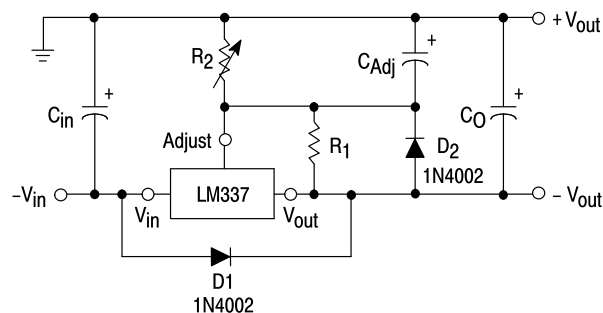 + Vout
R2
CAdj
+
Cin
+
Adjust
R1
D2
1N4002
CO
+
–Vin
Vin
LM337
Vout
– Vout
D1
1N4002